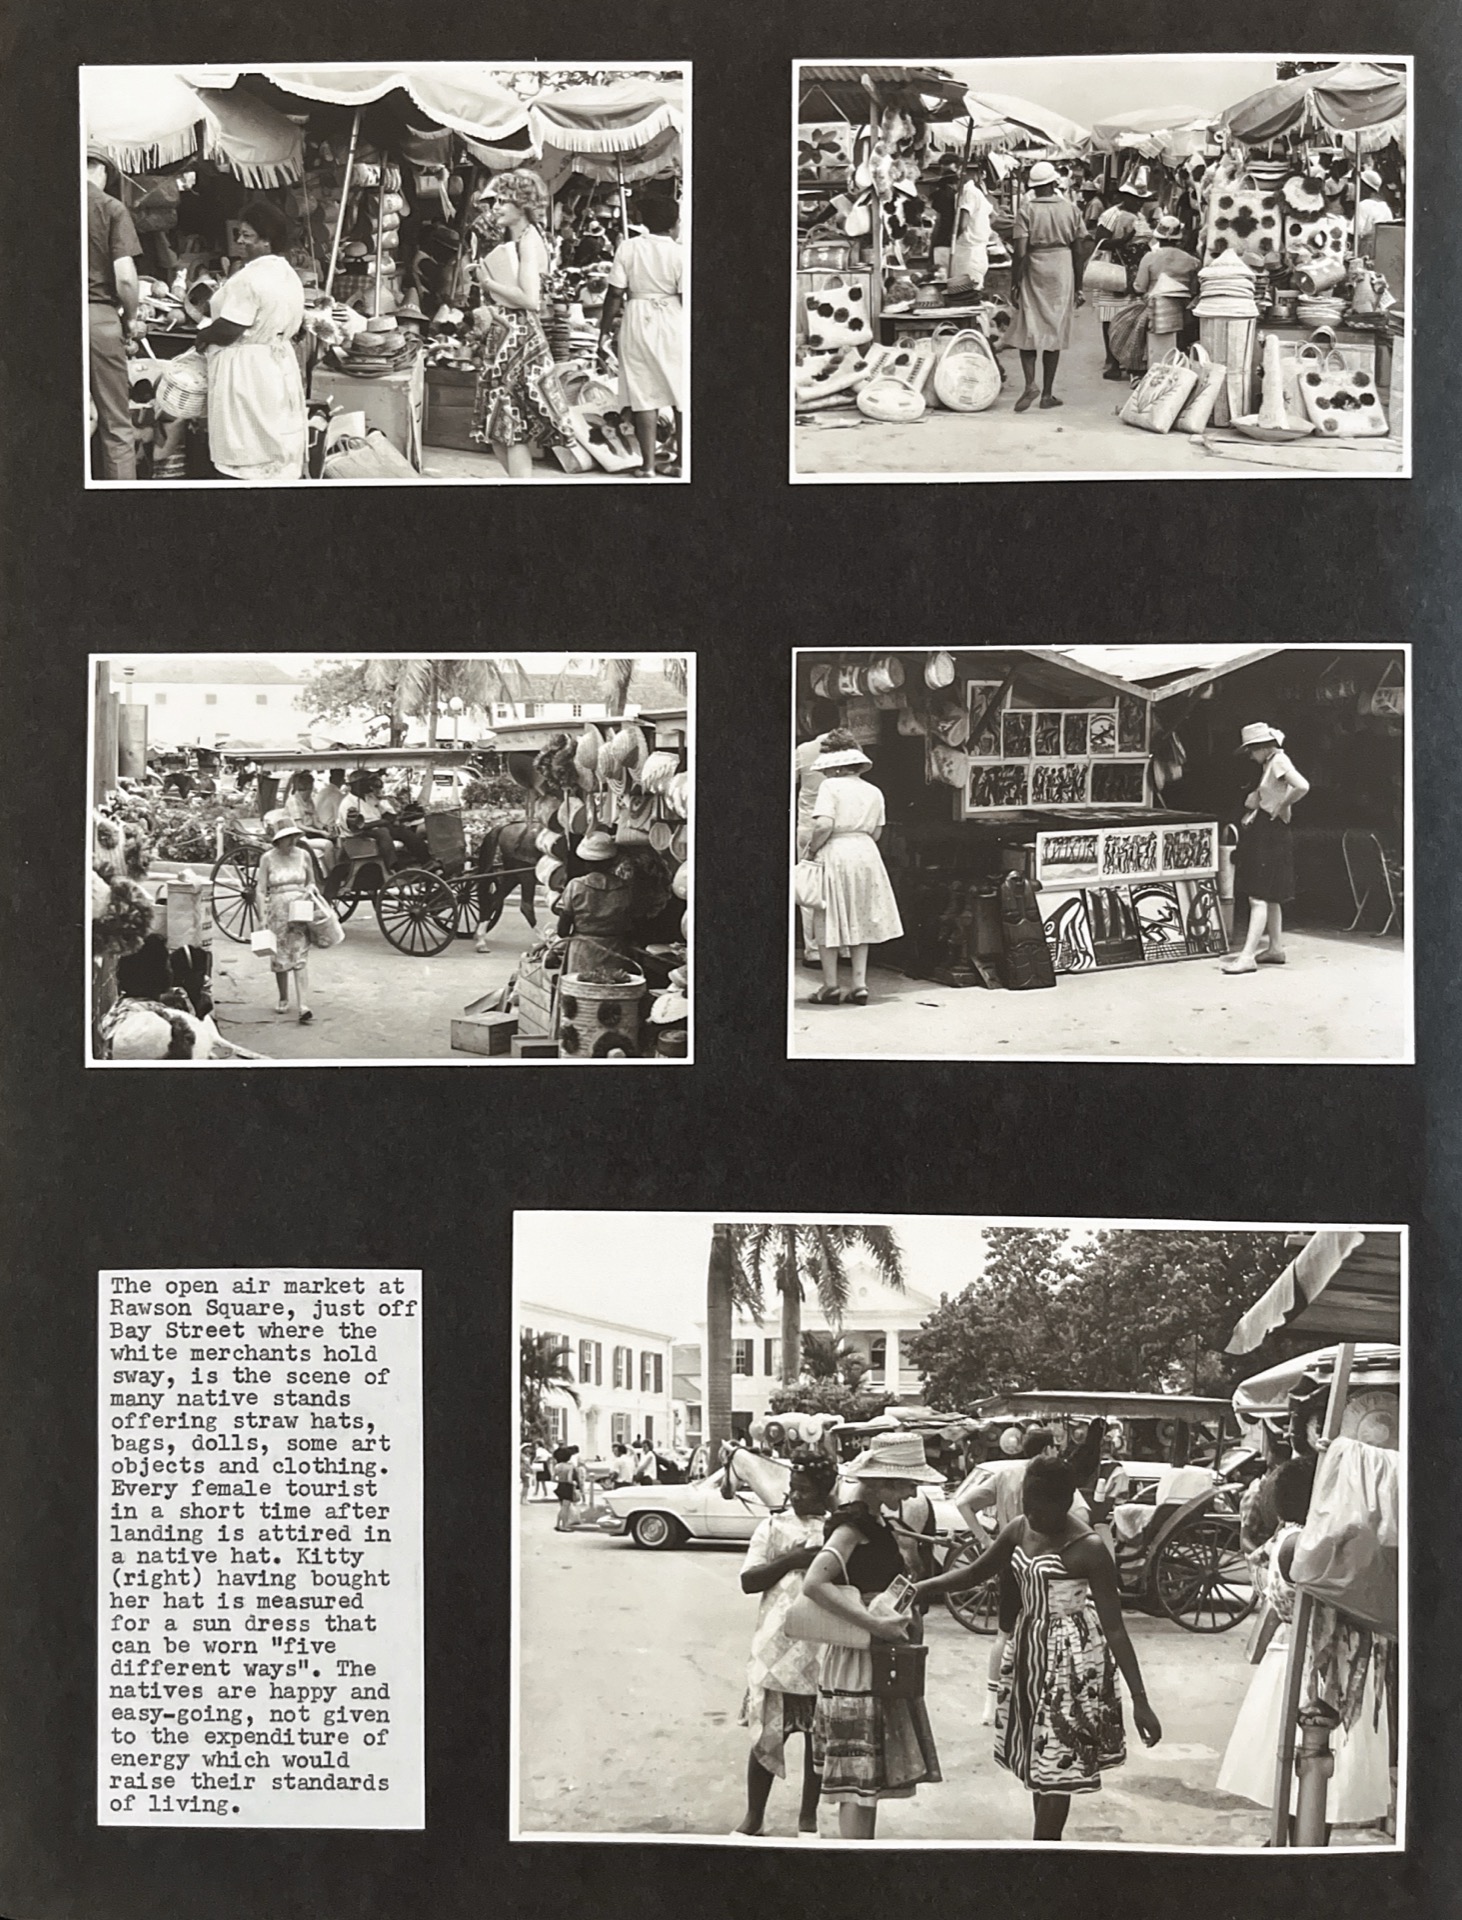 The open air market at
Rawson Square, just off
Bay Street where the
white merchants hold
sway, is the scene of
many native stands
offering straw hats,
bags, dolls, some art
objects and clothing.
Every female tourist
in a short time after
landing is attired in
a native hat. Kitty
(right) having bought
her hat is measured
for a sun dress that
can be worn "five
different ways". The
natives are happy and
easy-going, not given
to the expenditure of
energy which would
raise their standards
of living.